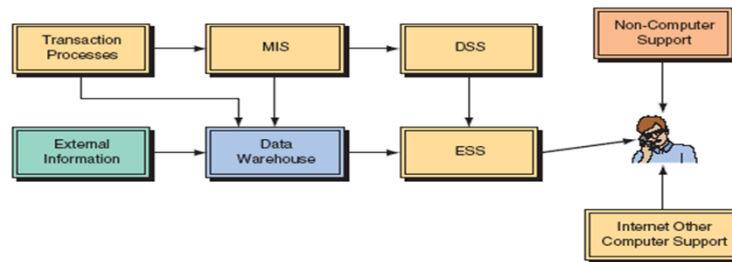 Transaction
Processes
MIS
DSS
Non-Computer
Support
External
Information
Data
Warehouse
ESS
Internet Other
Computer Support